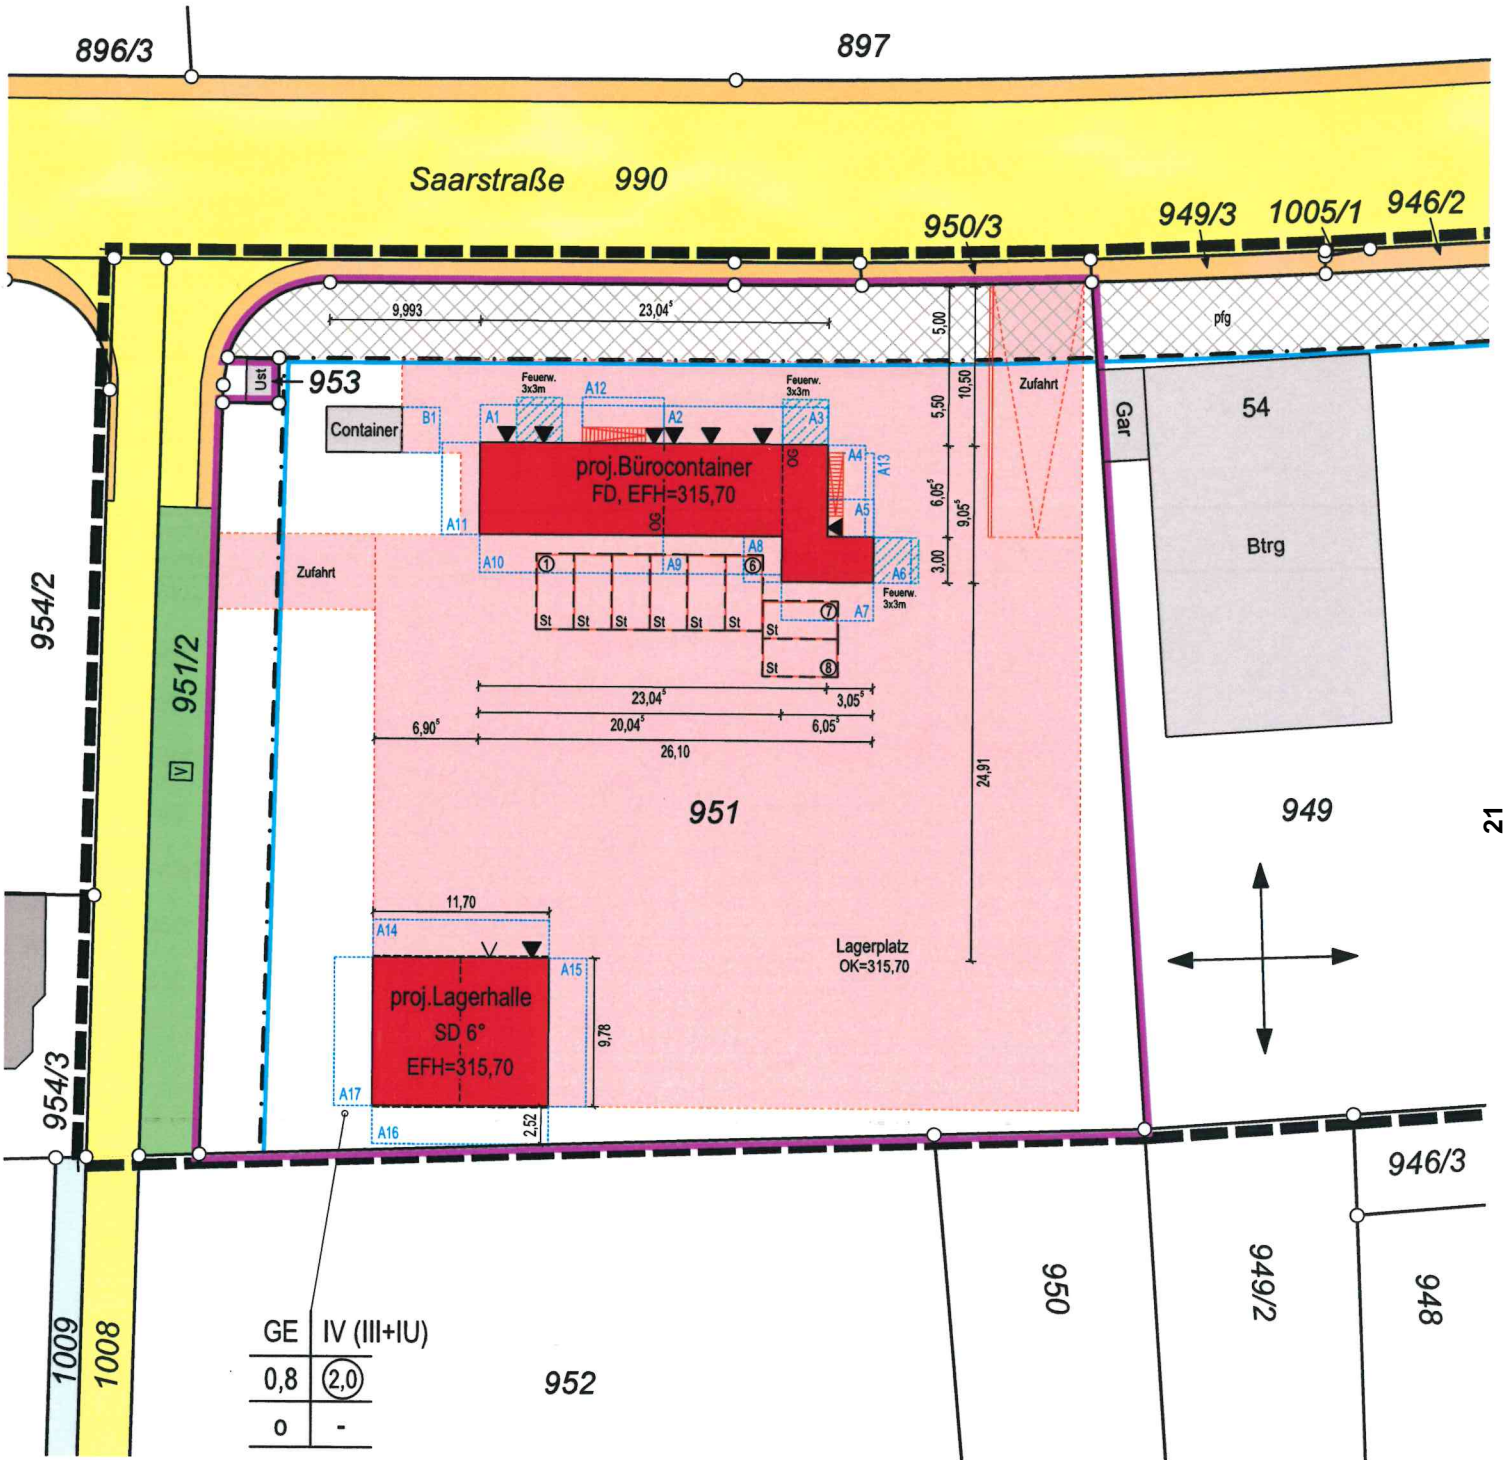 896/3
897
Saarstraße 990
950/3
949/3
1005/1
946/2
9,993
23,04⁵
5,00
pfg
Ust
953
Feuerw.
3x3m
A12
Feuerw.
3x3m
10,50
5,50
Zufahrt
Gar
54
Container
B1
A1
A2
A3
OG
A4
A13
proj.Bürocontainer
FD, EFH=315,70
6,05⁵
9,05⁵
A5
A11
OG
A10
A9
A8
A6
A7
3,00
Btrg
1
6
Zufahrt
Feuerw.
3x3m
7
St
St
St
St
St
St
St
St
8
954/2
951/2
23,04⁵
3,05⁵
6,90⁵
20,04⁵
6,05⁵
26,10
V
24,91
951
949
21
11,70
A14
Lagerplatz
OK=315,70
A15
proj.Lagerhalle
SD 6°
EFH=315,70
9,78
954/3
A17
A16
2,52
946/3
950
949/2
948
1009
1008
GE IV (III+IU)
0,8 2,0
o -
952